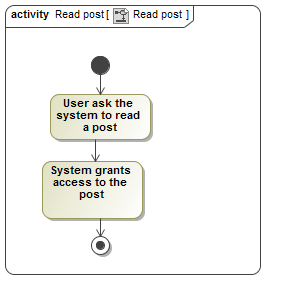 activity Read post [ Read post ]
User ask the
system to read
a post
System grants
access to the
post